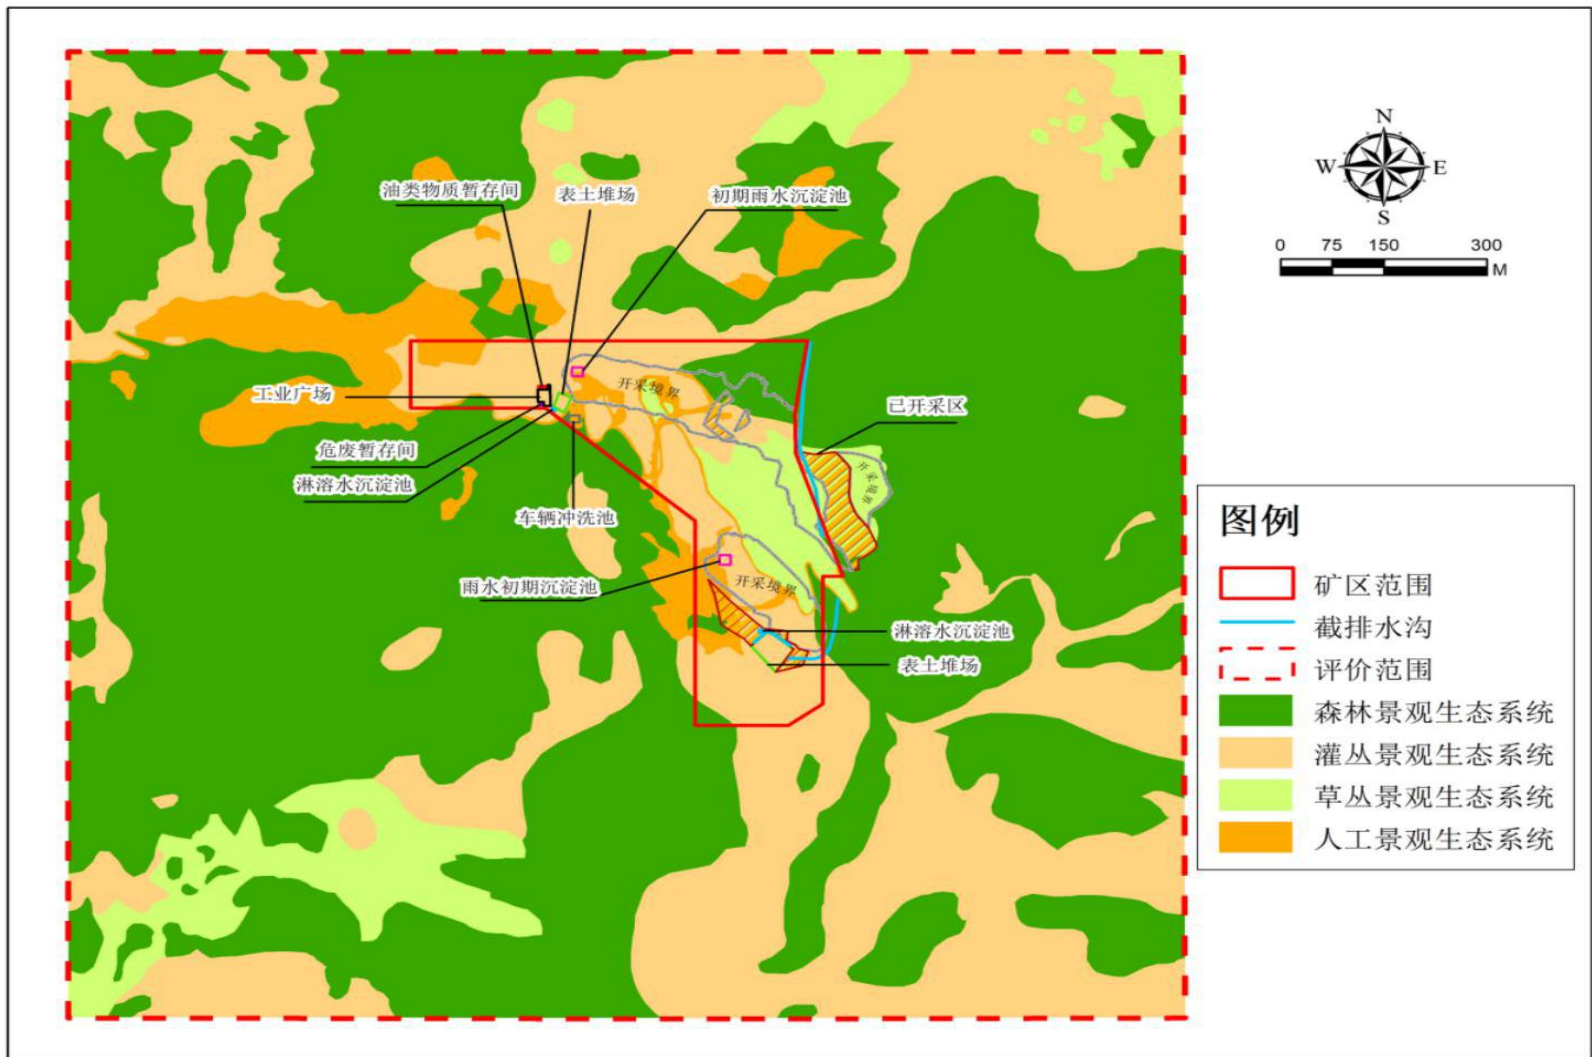 N
W E
S
0 75 150 300
M
油类物质暂存间
表土堆场
初期雨水沉淀池
工业广场
开采境界
已开采区
危废暂存间
开采境界
淋溶水沉淀池
车辆冲洗池
雨水初期沉淀池
开采境界
淋溶水沉淀池
表土堆场
图例
矿区范围
截排水沟
评价范围
森林景观生态系统
灌丛景观生态系统
草丛景观生态系统
人工景观生态系统